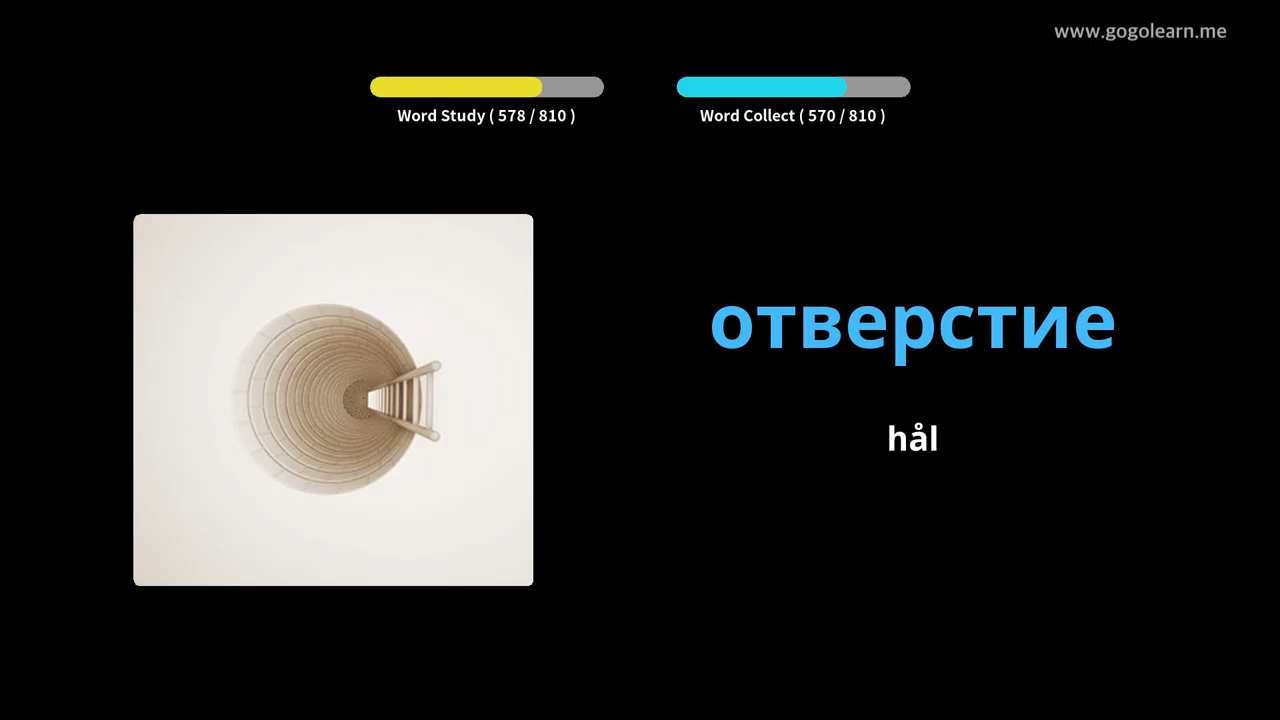 www.gogolearn.me
Word Study ( 578 / 810 )
Word Collect ( 570 / 810 )
отверстие
hål